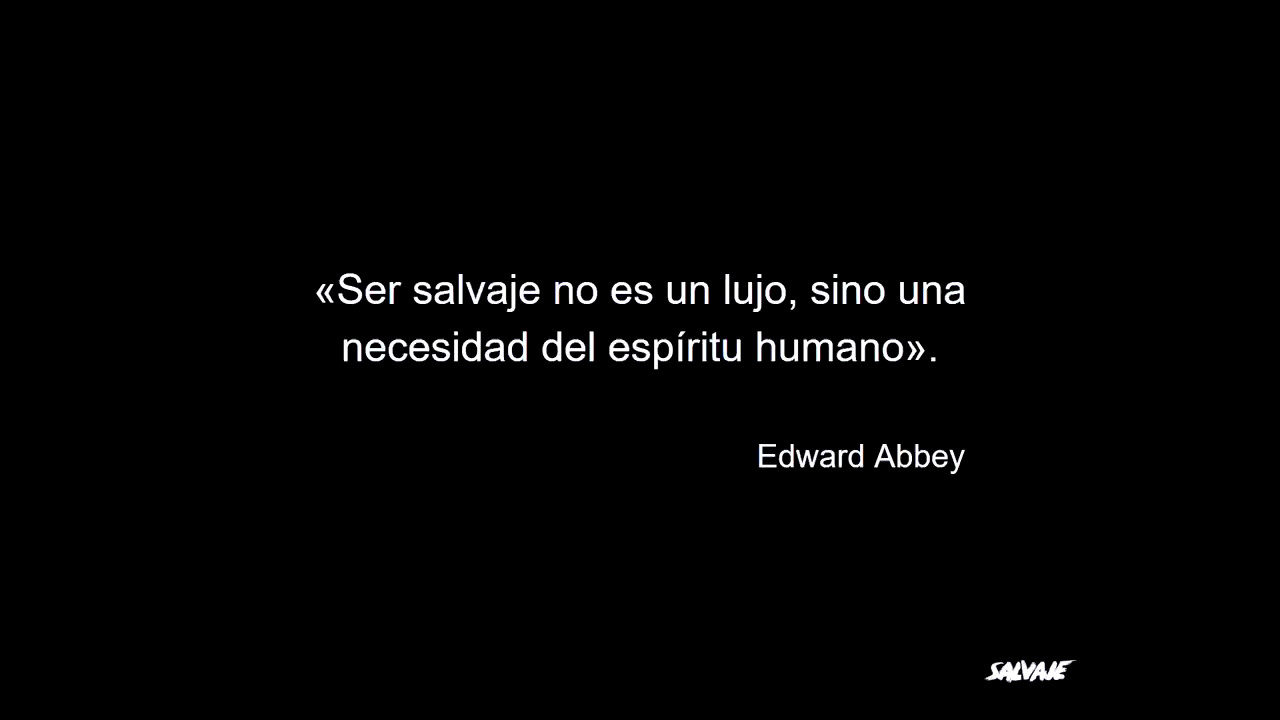 «Ser salvaje no es un lujo, sino una
necesidad del espíritu humano».
Edward Abbey
SALVAJE